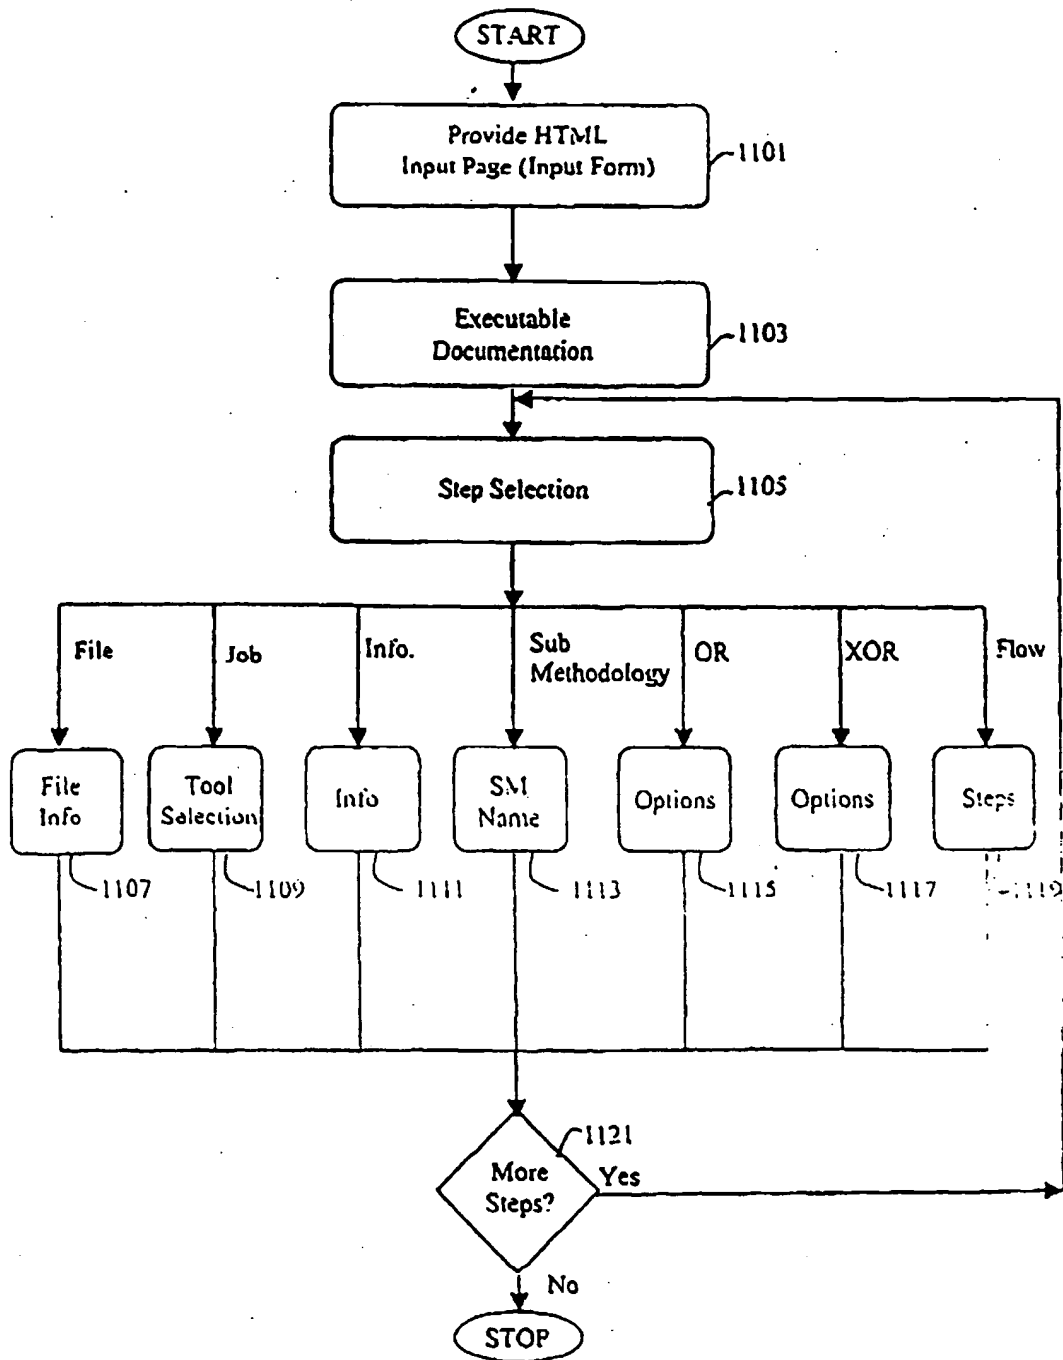 START
Provide HTML
Input Page (Input Form)
1101
Executable
Documentation
1103
Step Selection
1105
File
Job
Info.
Sub
Methodology
OR
XOR
Flow
File
Info
Tool
Selection
Info
SM
Name
Options
Options
Steps
1107
1109
1111
1113
1115
1117
1119
1121
More
Steps?
Yes
No
STOP